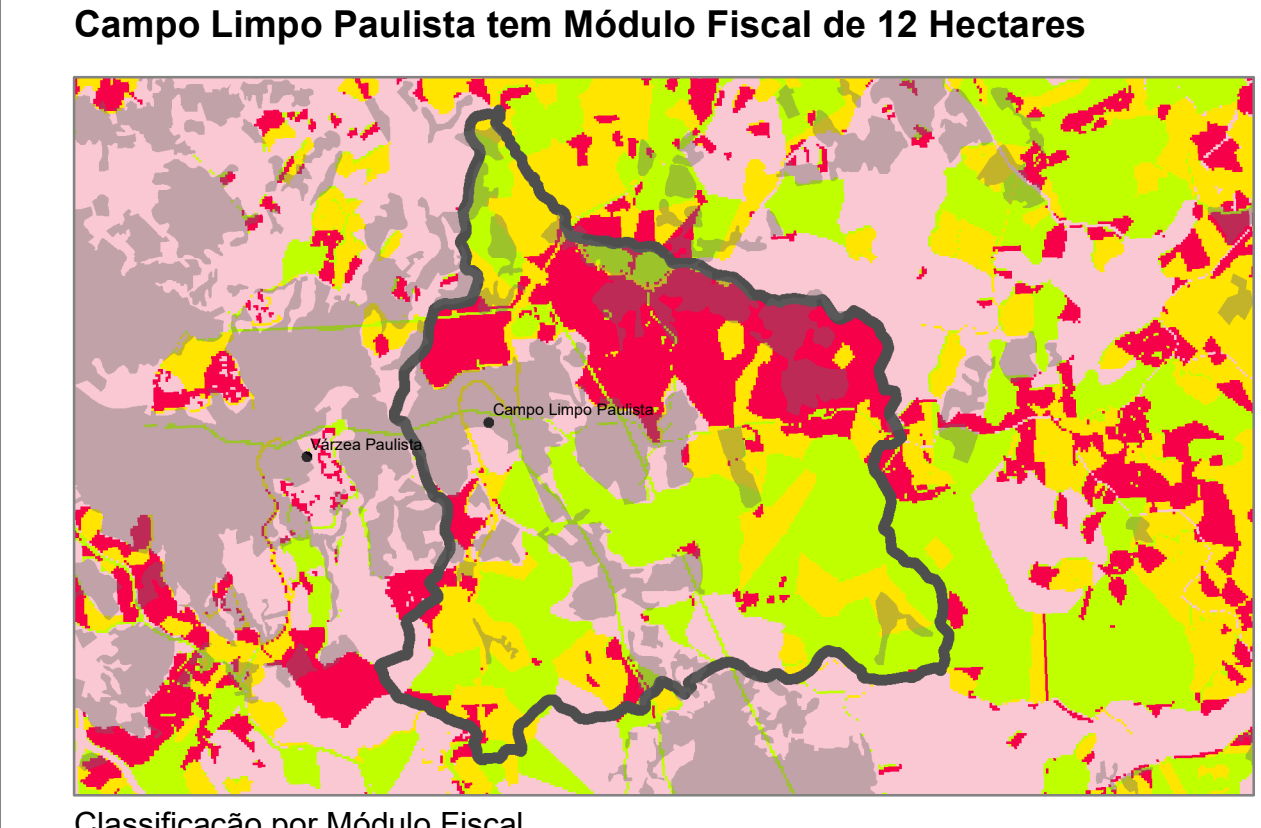 Campo Limpo Paulista tem Módulo Fiscal de 12 Hectares
Campo Limpo Paulista
Várzea Paulista
Classificação por Módulo Fiscal